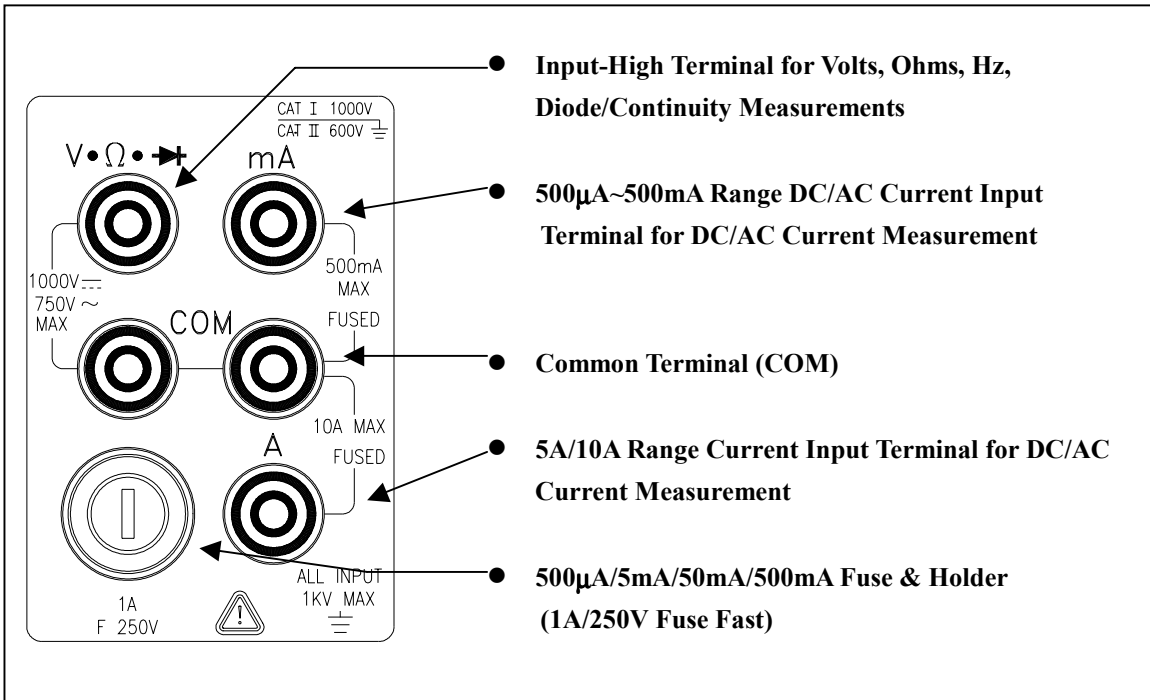 CAT I 1000V
CAT II 600V
V•Ω•
mA
1000V
750V ~
MAX
500mA
MAX
FUSED
COM
10A MAX
FUSED
A
1A
F 250V
ALL INPUT
1KV MAX
● Input-High Terminal for Volts, Ohms, Hz,
Diode/Continuity Measurements
● 500μA~500mA Range DC/AC Current Input
Terminal for DC/AC Current Measurement
● Common Terminal (COM)
● 5A/10A Range Current Input Terminal for DC/AC
Current Measurement
● 500μA/5mA/50mA/500mA Fuse & Holder
(1A/250V Fuse Fast)